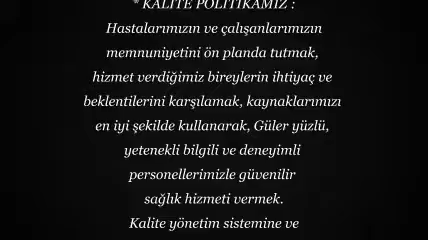 * KALİTE POLİTİKAMIZ :
Hastalarımızın ve çalışanlarımızın
memnuniyetini ön planda tutmak,
hizmet verdiğimiz bireylerin ihtiyaç ve
beklentilerini karşılamak, kaynaklarımızı
en iyi şekilde kullanarak, Güler yüzlü,
yetenekli bilgili ve deneyimli
personellerimizle güvenilir
sağlık hizmeti vermek.
Kalite yönetim sistemine ve